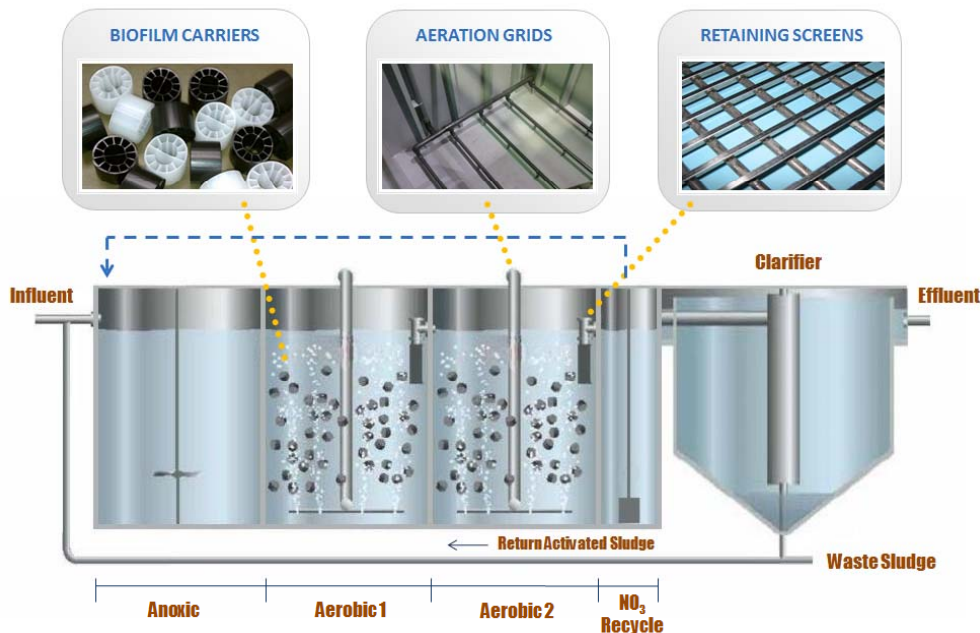 BIOFILM CARRIERS
AERATION GRIDS
RETAINING SCREENS
Clarifier
Influent
Effluent
Return Activated Sludge
Waste Sludge
Anoxic
Aerobic 1
Aerobic 2
NO₃
Recycle